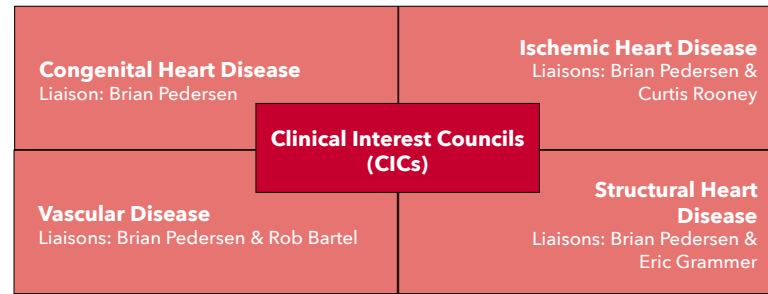 Congenital Heart Disease
Liaison: Brian Pedersen
Ischemic Heart Disease
Liaisons: Brian Pedersen &
Curtis Rooney
Clinical Interest Councils
(CICs)
Vascular Disease
Liaisons: Brian Pedersen & Rob Bartel
Structural Heart
Disease
Liaisons: Brian Pedersen &
Eric Grammer